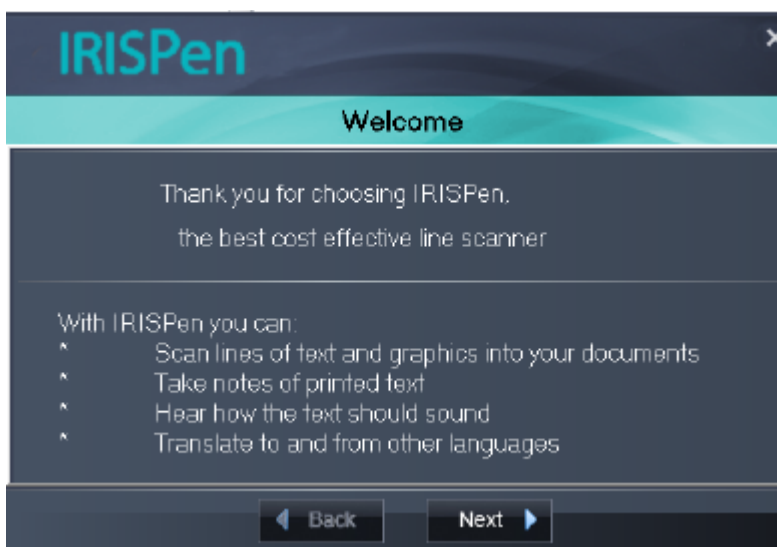 IRISPen
×
Welcome
Thank you for choosing IRISPen,
the best cost effective line scanner
With IRISPen you can:
* Scan lines of text and graphics into your documents
* Take notes of printed text
* Hear how the text should sound
* Translate to and from other languages
Back Next